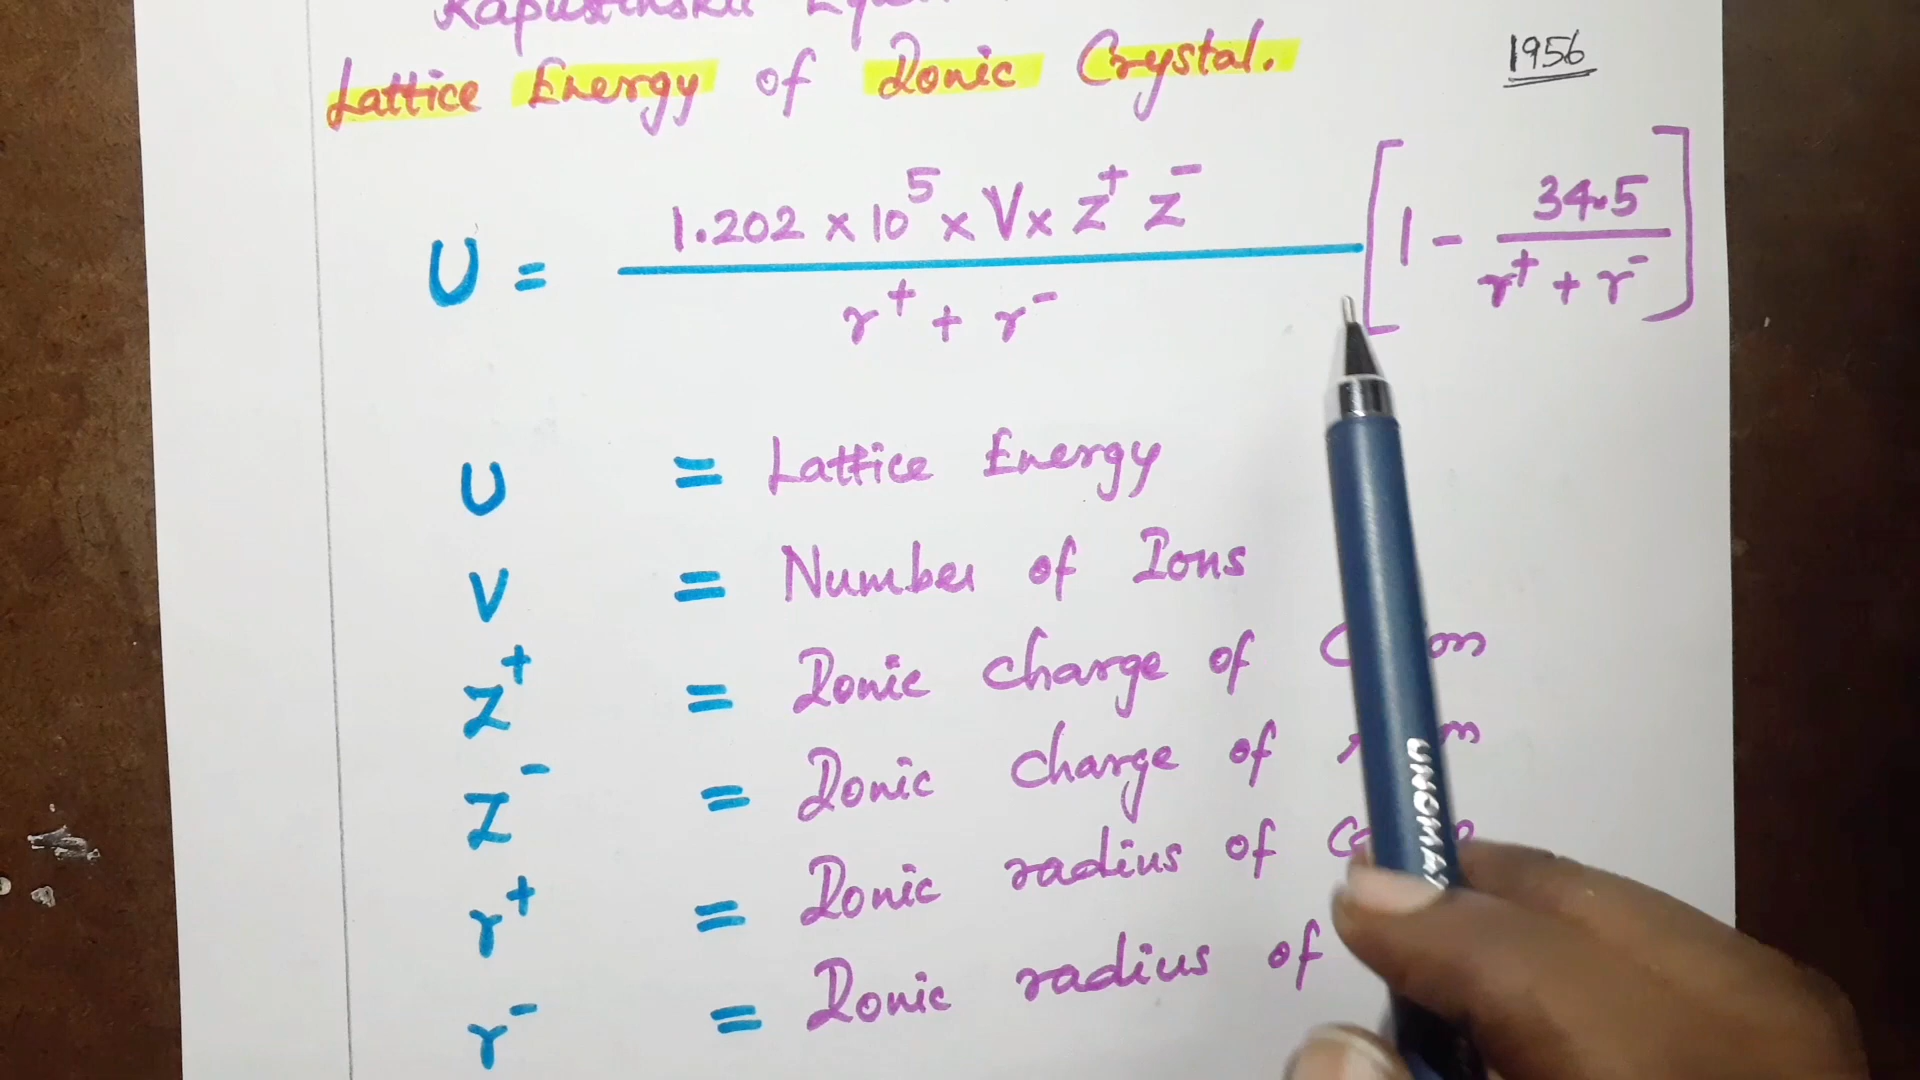 Kapustinskii
Lattice Energy of Ionic Crystal.
1956
U = 1.202 x 10⁵ x V x Z⁺ Z⁻ / r⁺ + r⁻ [1 - 34.5 / r⁺ + r⁻]
U = Lattice Energy
V = Number of Ions
Z⁺ = Ionic charge of
Z⁻ = Ionic charge of
r⁺ = Ionic radius of
r⁻ = Ionic radius of